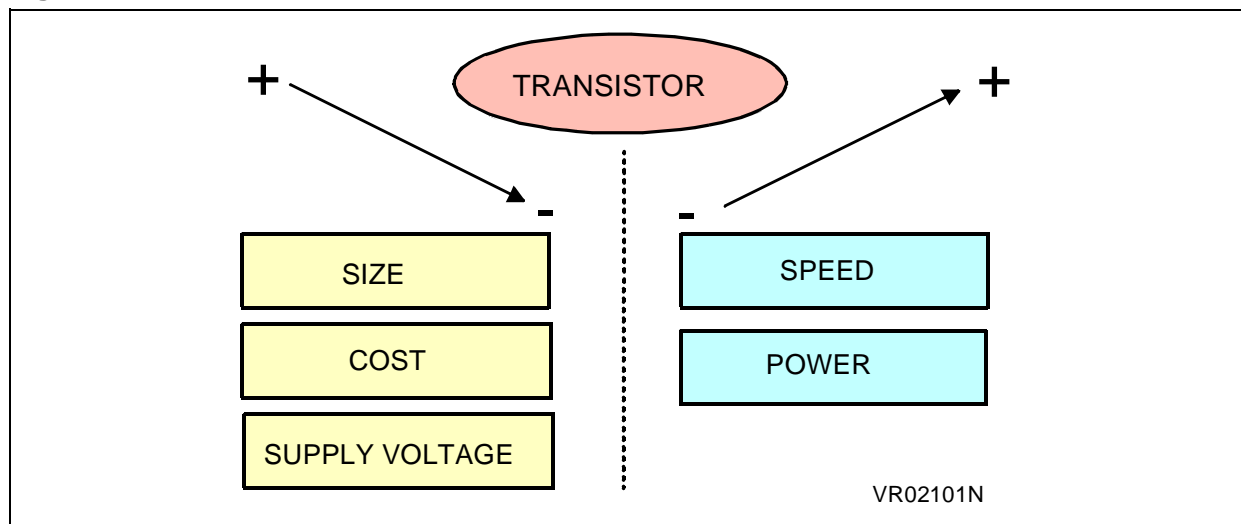 TRANSISTOR
+
-
SIZE
COST
SUPPLY VOLTAGE
+
-
SPEED
POWER
VR02101N